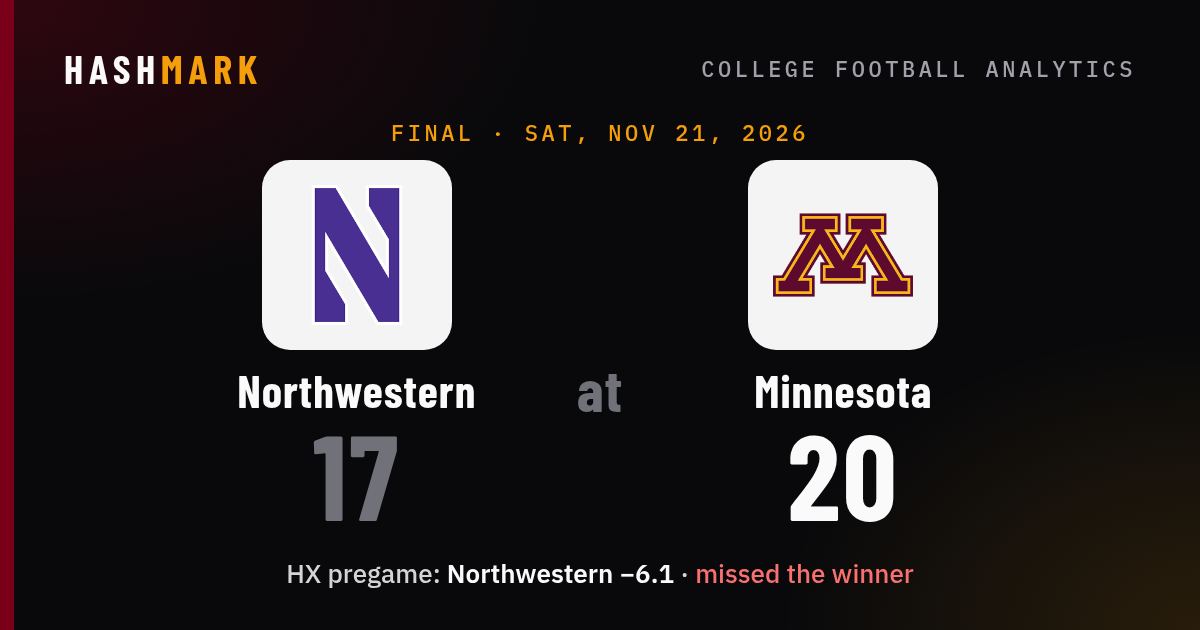 HASHMARK
COLLEGE FOOTBALL ANALYTICS
FINAL · SAT, NOV 21, 2026
N
M
Northwestern
at
Minnesota
17
20
HX pregame: Northwestern −6.1 · missed the winner